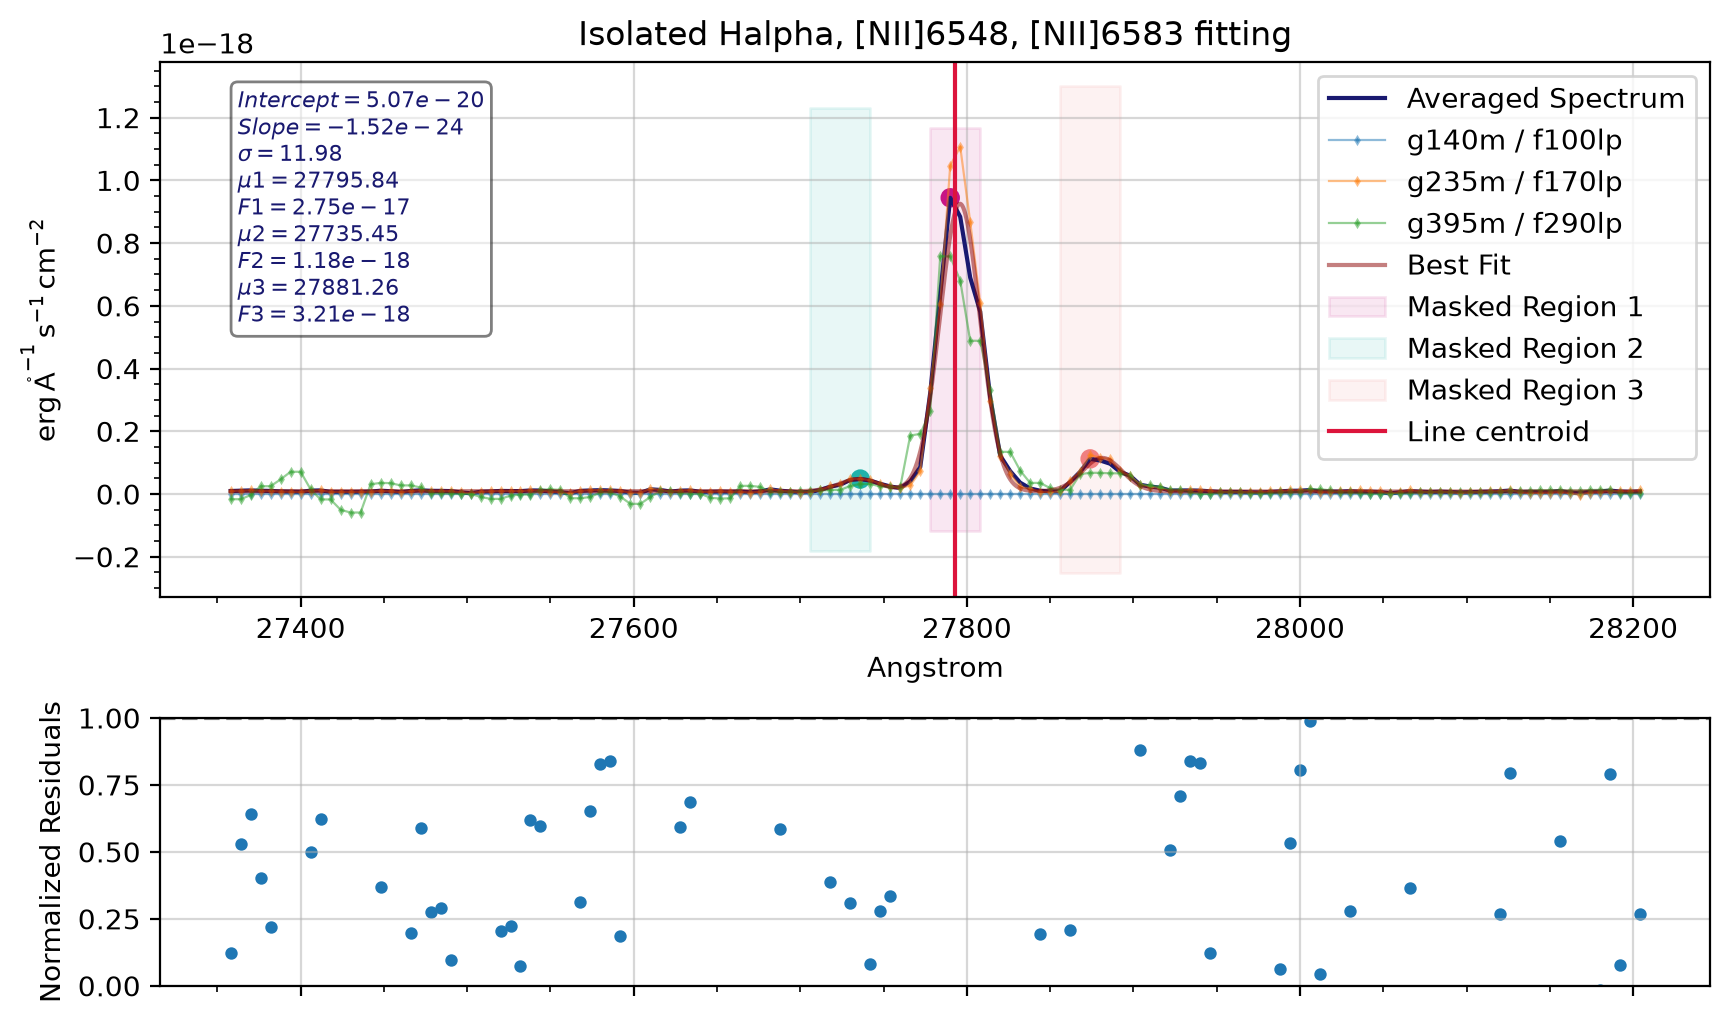 Isolated Halpha, [NII]6548, [NII]6583 fitting
1e−18
Intercept = 5.07e − 20
Slope = −1.52e − 24
σ = 11.98
μ1 = 27795.84
F1 = 2.75e − 17
μ2 = 27735.45
F2 = 1.18e − 18
μ3 = 27881.26
F3 = 3.21e − 18
Averaged Spectrum
g140m / f100lp
g235m / f170lp
g395m / f290lp
Best Fit
Masked Region 1
Masked Region 2
Masked Region 3
Line centroid
1.2
1.0
0.8
0.6
0.4
0.2
0.0
−0.2
erg Å⁻¹ s⁻¹ cm⁻²
27400 27600 27800 28000 28200
Angstrom
Normalized Residuals
1.00
0.75
0.50
0.25
0.00